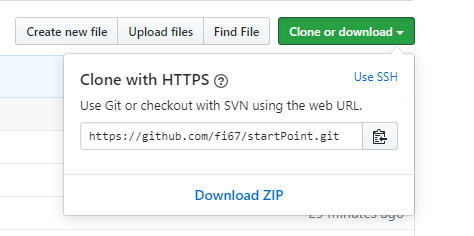 Create new file Upload files Find File Clone or download
Clone with HTTPS Use SSH
Use Git or checkout with SVN using the web URL.
https://github.com/fi67/startPoint.git
Download ZIP
29 minutes ago